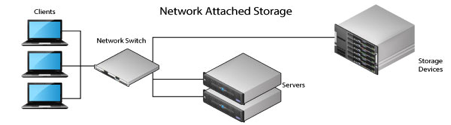 Network Attached Storage
Clients
Network Switch
Servers
Storage
Devices